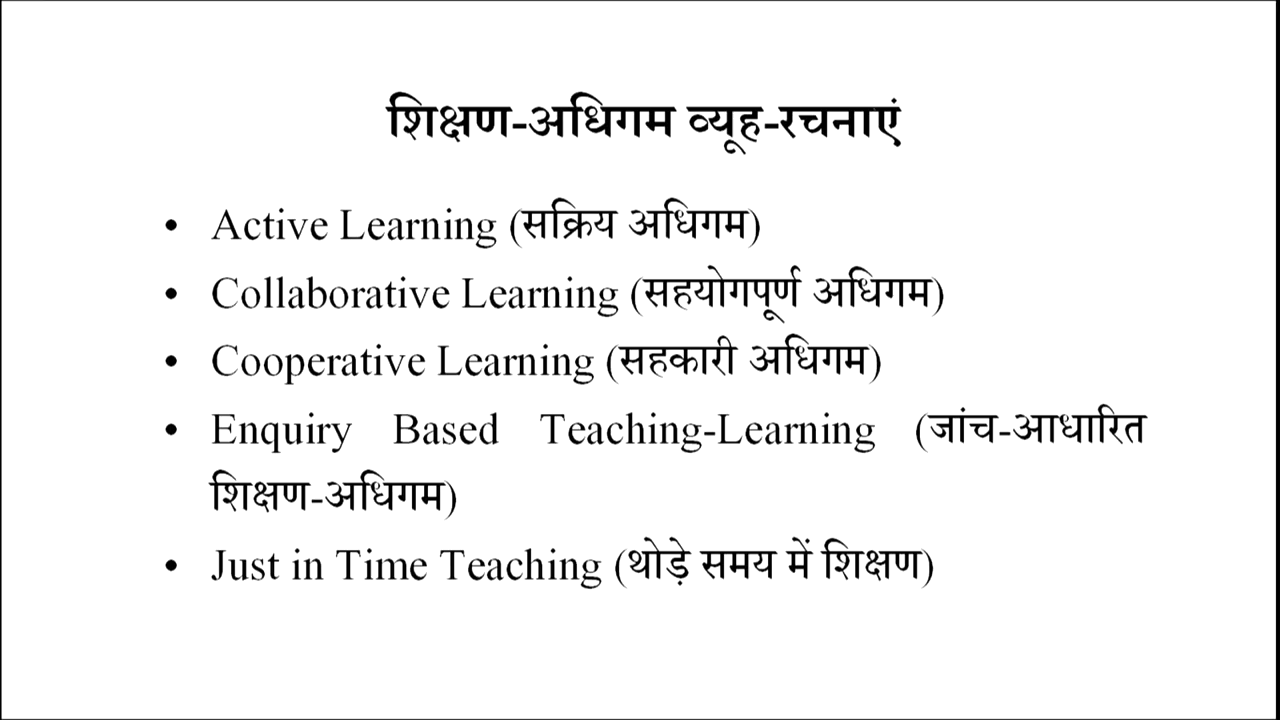 शिक्षण-अधिगम व्यूह-रचनाएं
• Active Learning (सक्रिय अधिगम)
• Collaborative Learning (सहयोगपूर्ण अधिगम)
• Cooperative Learning (सहकारी अधिगम)
• Enquiry Based Teaching-Learning (जांच-आधारित
शिक्षण-अधिगम)
• Just in Time Teaching (थोड़े समय में शिक्षण)